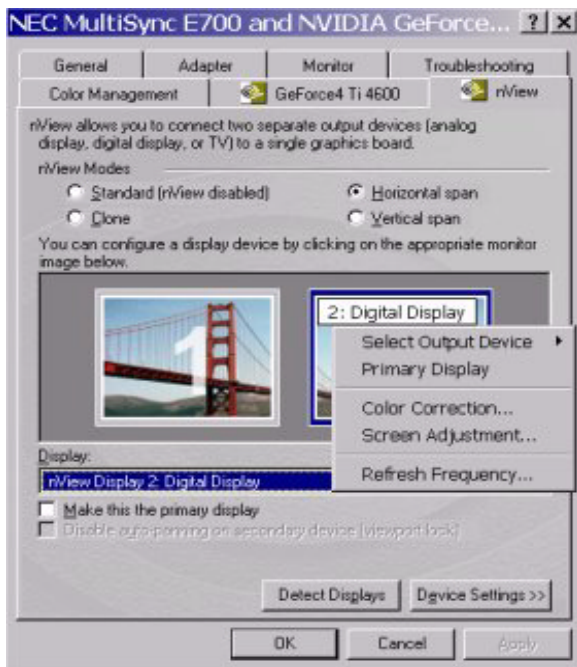 NEC MultiSync E700 and NVIDIA GeForce... ? ×
General Adapter Monitor Troubleshooting
Color Management GeForce4 Ti 4600 nView
nView allows you to connect two separate output devices (analog
display, digital display, or TV) to a single graphics board.
nView Modes
Standard (nView disabled) Horizontal span
Clone Vertical span
You can configure a display device by clicking on the appropriate monitor
image below.
1
2: Digital Display
Select Output Device
Primary Display
Color Correction...
Screen Adjustment...
Refresh Frequency...
Display:
nView Display 2: Digital Display
Make this the primary display
Disable auto-panning on secondary device (viewport lock)
Detect Displays Device Settings >>
OK Cancel Apply